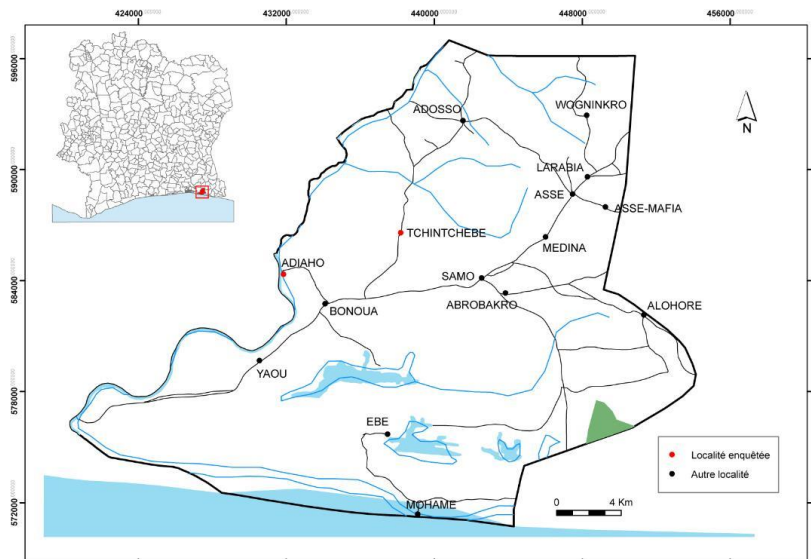 424000
432000
440000
448000
456000
596000
590000
584000
578000
572000
N
WOGNINKRO
ADOSSO
LARABIA
ASSE
ASSE-MAFIA
TCHINTCHEBE
MEDINA
ADIAHO
SAMO
ABROBAKRO
BONOUA
ALOHORE
YAOU
EBE
MOHAME
Localité enquêtée
Autre localité
0 4 Km